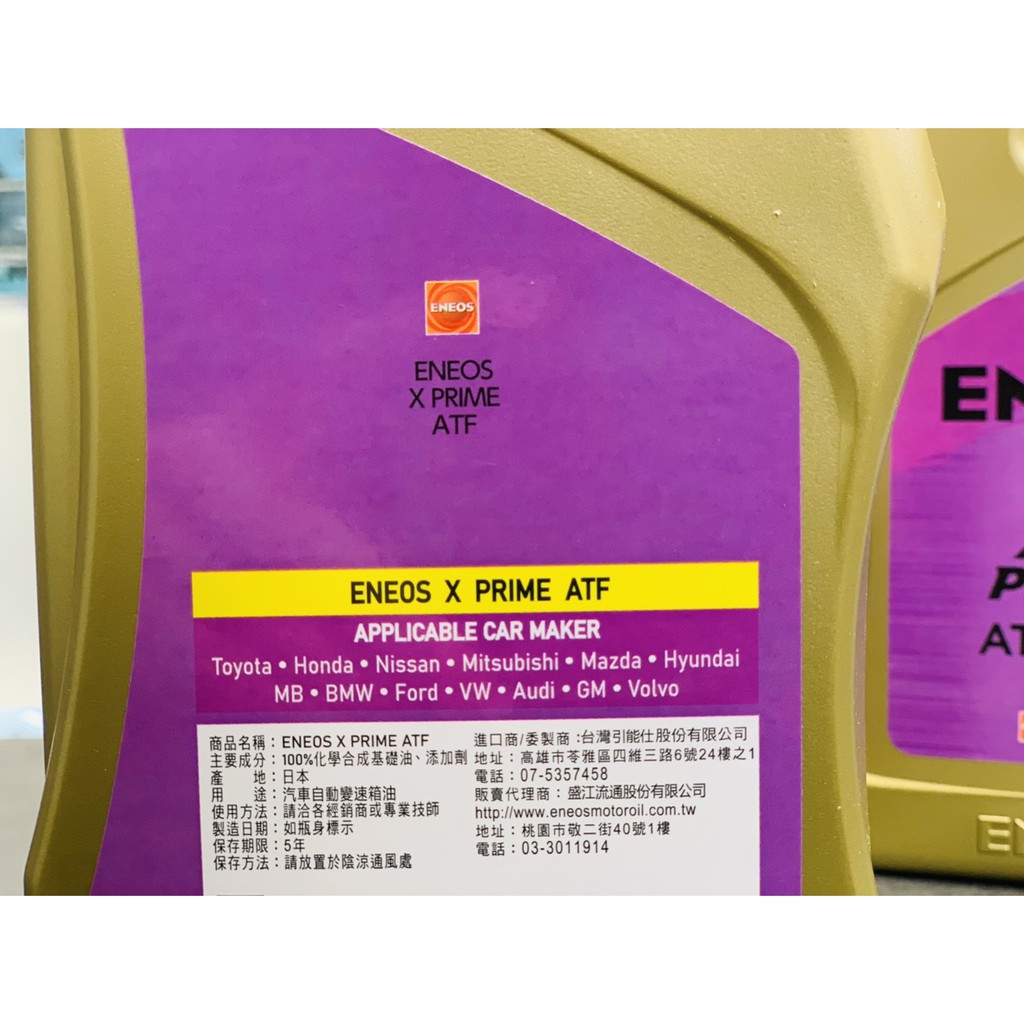 ENEOS
ENEOS
X PRIME
ATF
ENEOS X PRIME ATF
APPLICABLE CAR MAKER
Toyota • Honda • Nissan • Mitsubishi • Mazda • Hyundai
MB • BMW • Ford • VW • Audi • GM • Volvo
商品名稱：ENEOS X PRIME ATF
主要成分：100%化學合成基礎油、添加劑
產　　地：日本
用　　途：汽車自動變速箱油
使用方法：請洽各經銷商或專業技師
製造日期：如瓶身標示
保存期限：5年
保存方法：請放置於陰涼通風處
進口商/委製商：台灣引能仕股份有限公司
地址：高雄市苓雅區四維三路6號24樓之1
電話：07-5357458
販賣代理商：盛江流通股份有限公司
http://www.eneosmotoroil.com.tw
地址：桃園市敬二街40號1樓
電話：03-3011914